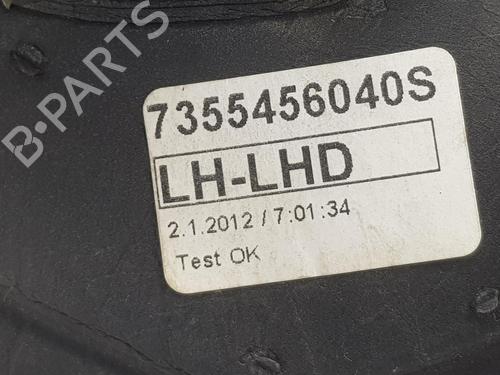 B-PARTS
7355456040S
LH-LHD
2.1.2012 / 7:01:34
Test OK